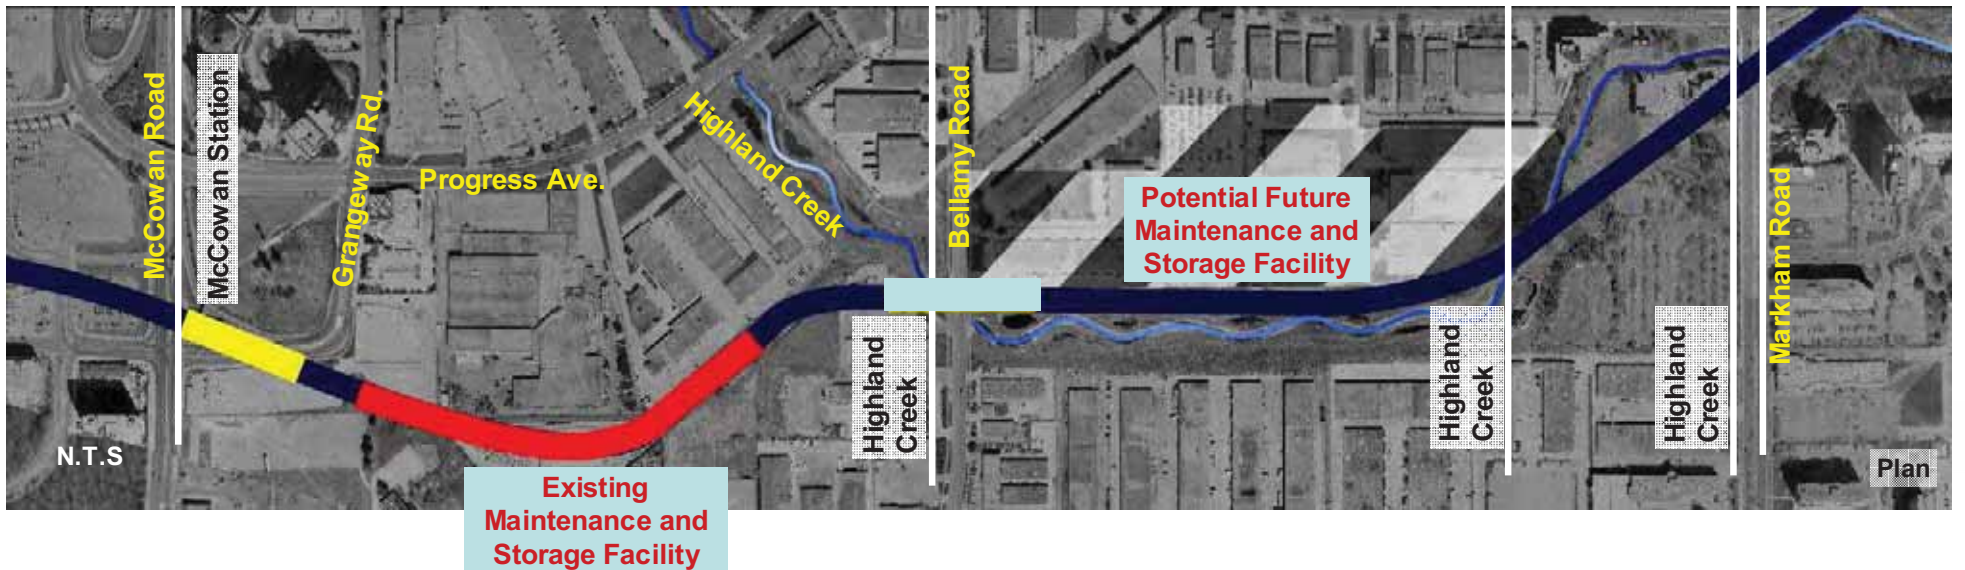 McCowan Road
McCowan Station
Grangeway Rd.
Progress Ave.
Highland Creek
Bellamy Road
Potential Future
Maintenance and
Storage Facility
Highland
Creek
Highland
Creek
Highland
Creek
Markham Road
N.T.S
Plan
Existing
Maintenance and
Storage Facility